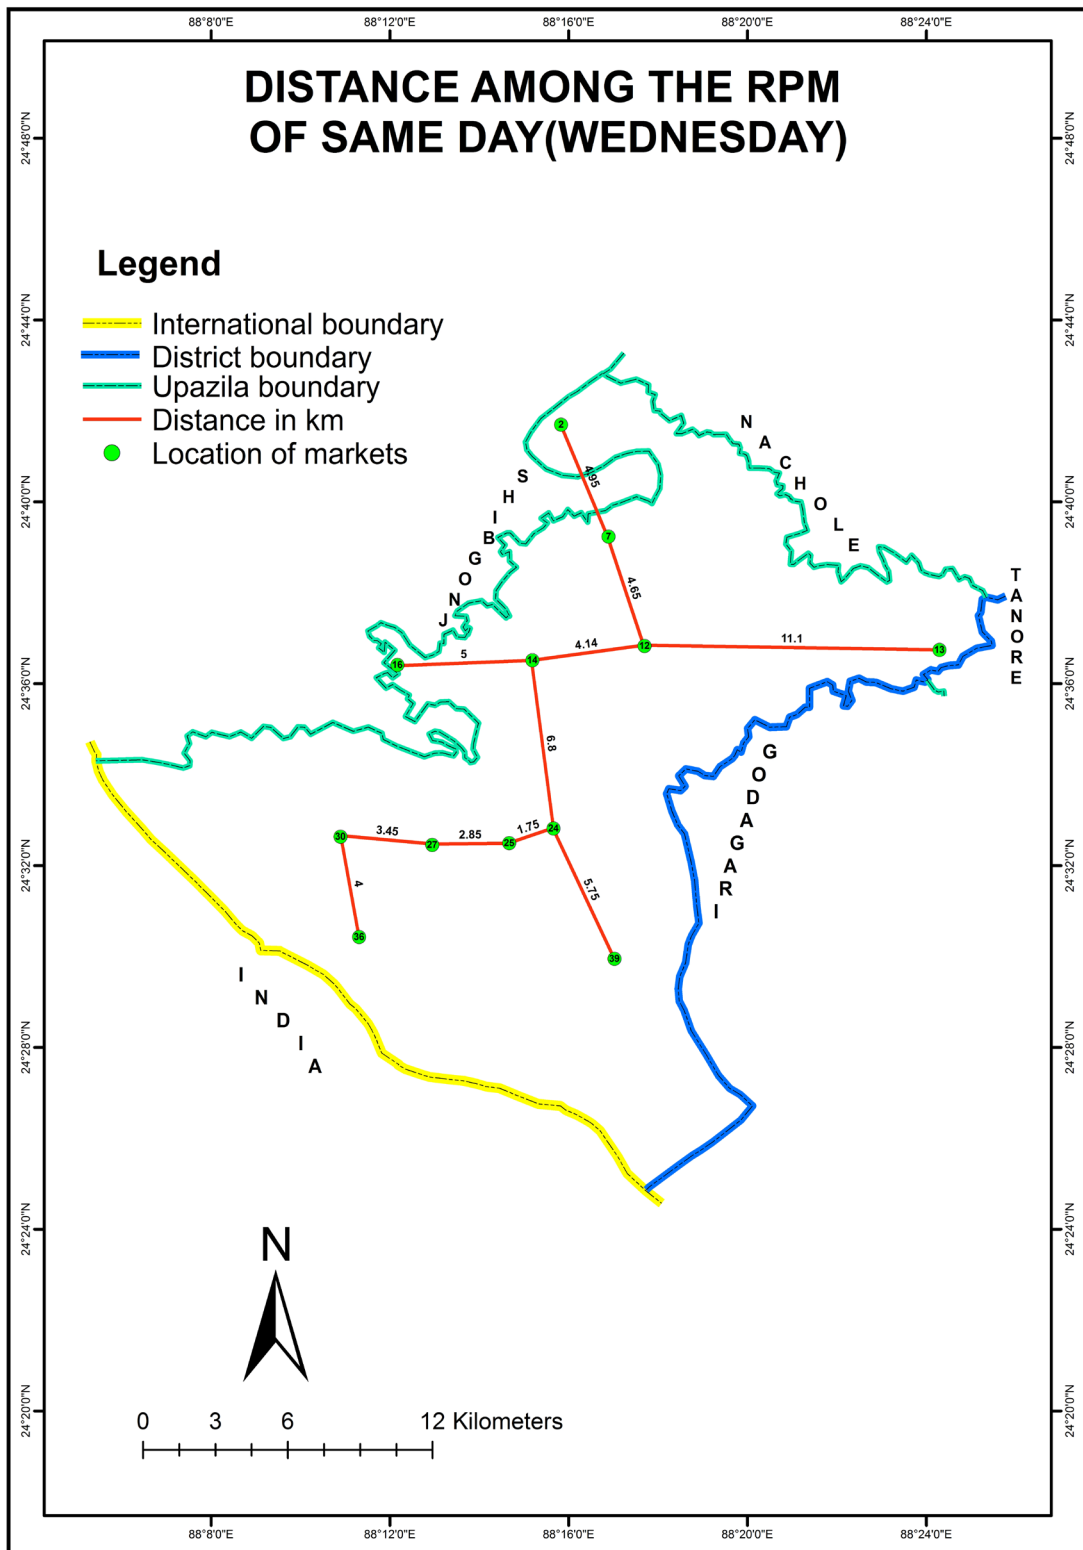 88°8'0"E
88°12'0"E
88°16'0"E
88°20'0"E
88°24'0"E
DISTANCE AMONG THE RPM
OF SAME DAY(WEDNESDAY)
24°48'0"N
24°48'0"N
Legend
International boundary
District boundary
Upazila boundary
Distance in km
Location of markets
24°44'0"N
24°44'0"N
24°40'0"N
24°40'0"N
24°36'0"N
24°36'0"N
24°32'0"N
24°32'0"N
24°28'0"N
24°28'0"N
24°24'0"N
24°24'0"N
24°20'0"N
24°20'0"N
NACHOLE
SHIBGONJ
TANORE
GODAGARI
INDIA
2
4.95
7
4.65
12
4.14
11.1
13
14
5
16
6.8
24
1.75
25
2.85
27
3.45
30
4
36
5.75
39
N
0 3 6 12 Kilometers
88°8'0"E
88°12'0"E
88°16'0"E
88°20'0"E
88°24'0"E